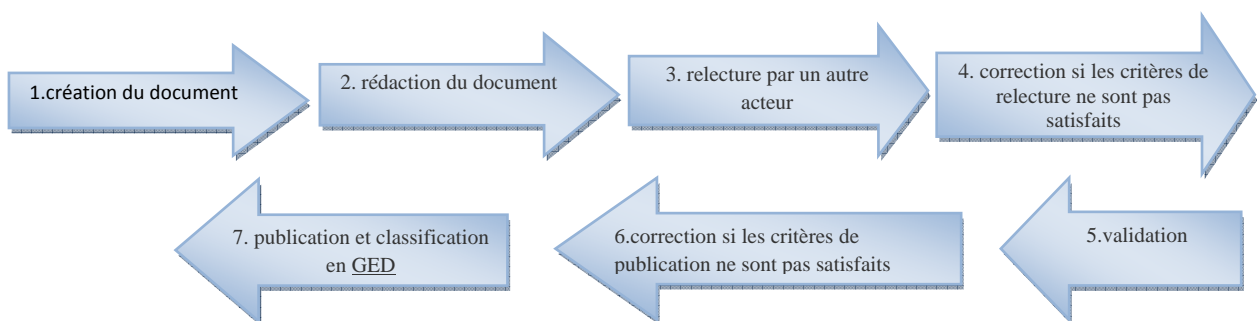 1.création du document
2. rédaction du document
3. relecture par un autre
acteur
4. correction si les critères de
relecture ne sont pas
satisfaits
5.validation
6.correction si les critères de
publication ne sont pas satisfaits
7. publication et classification
en GED